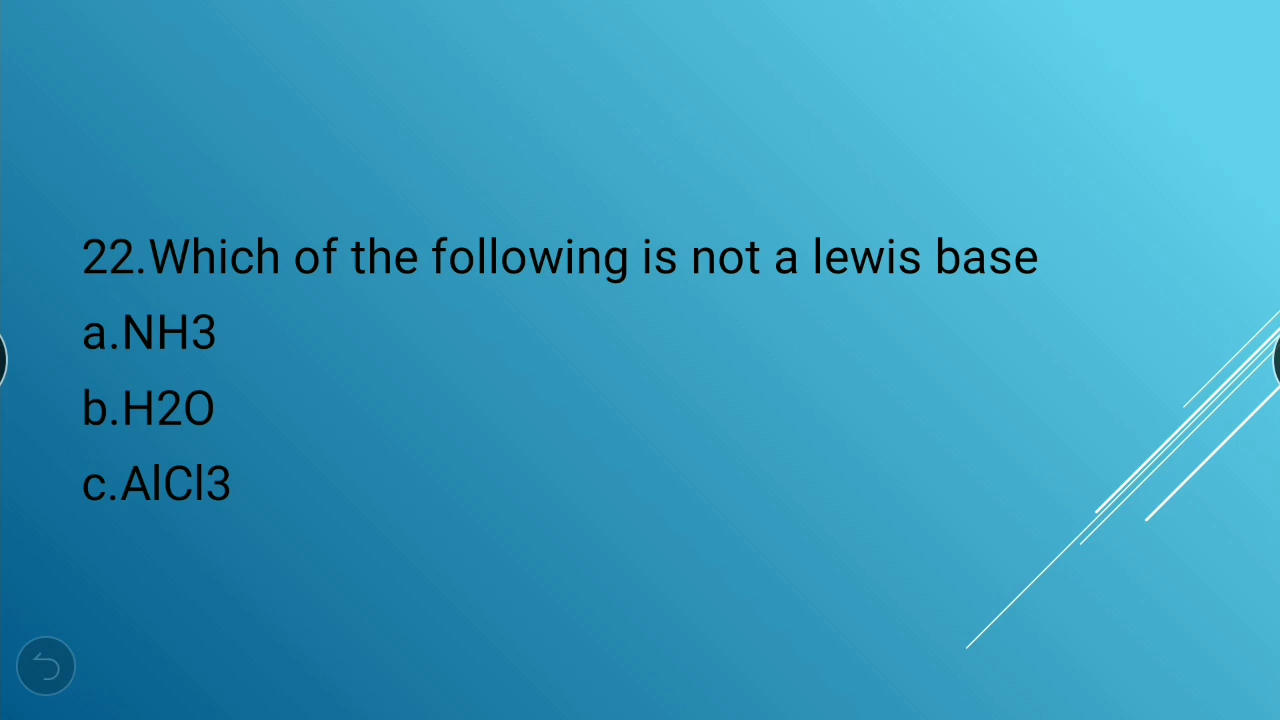 22.Which of the following is not a lewis base
a.NH3
b.H2O
c.AlCl3